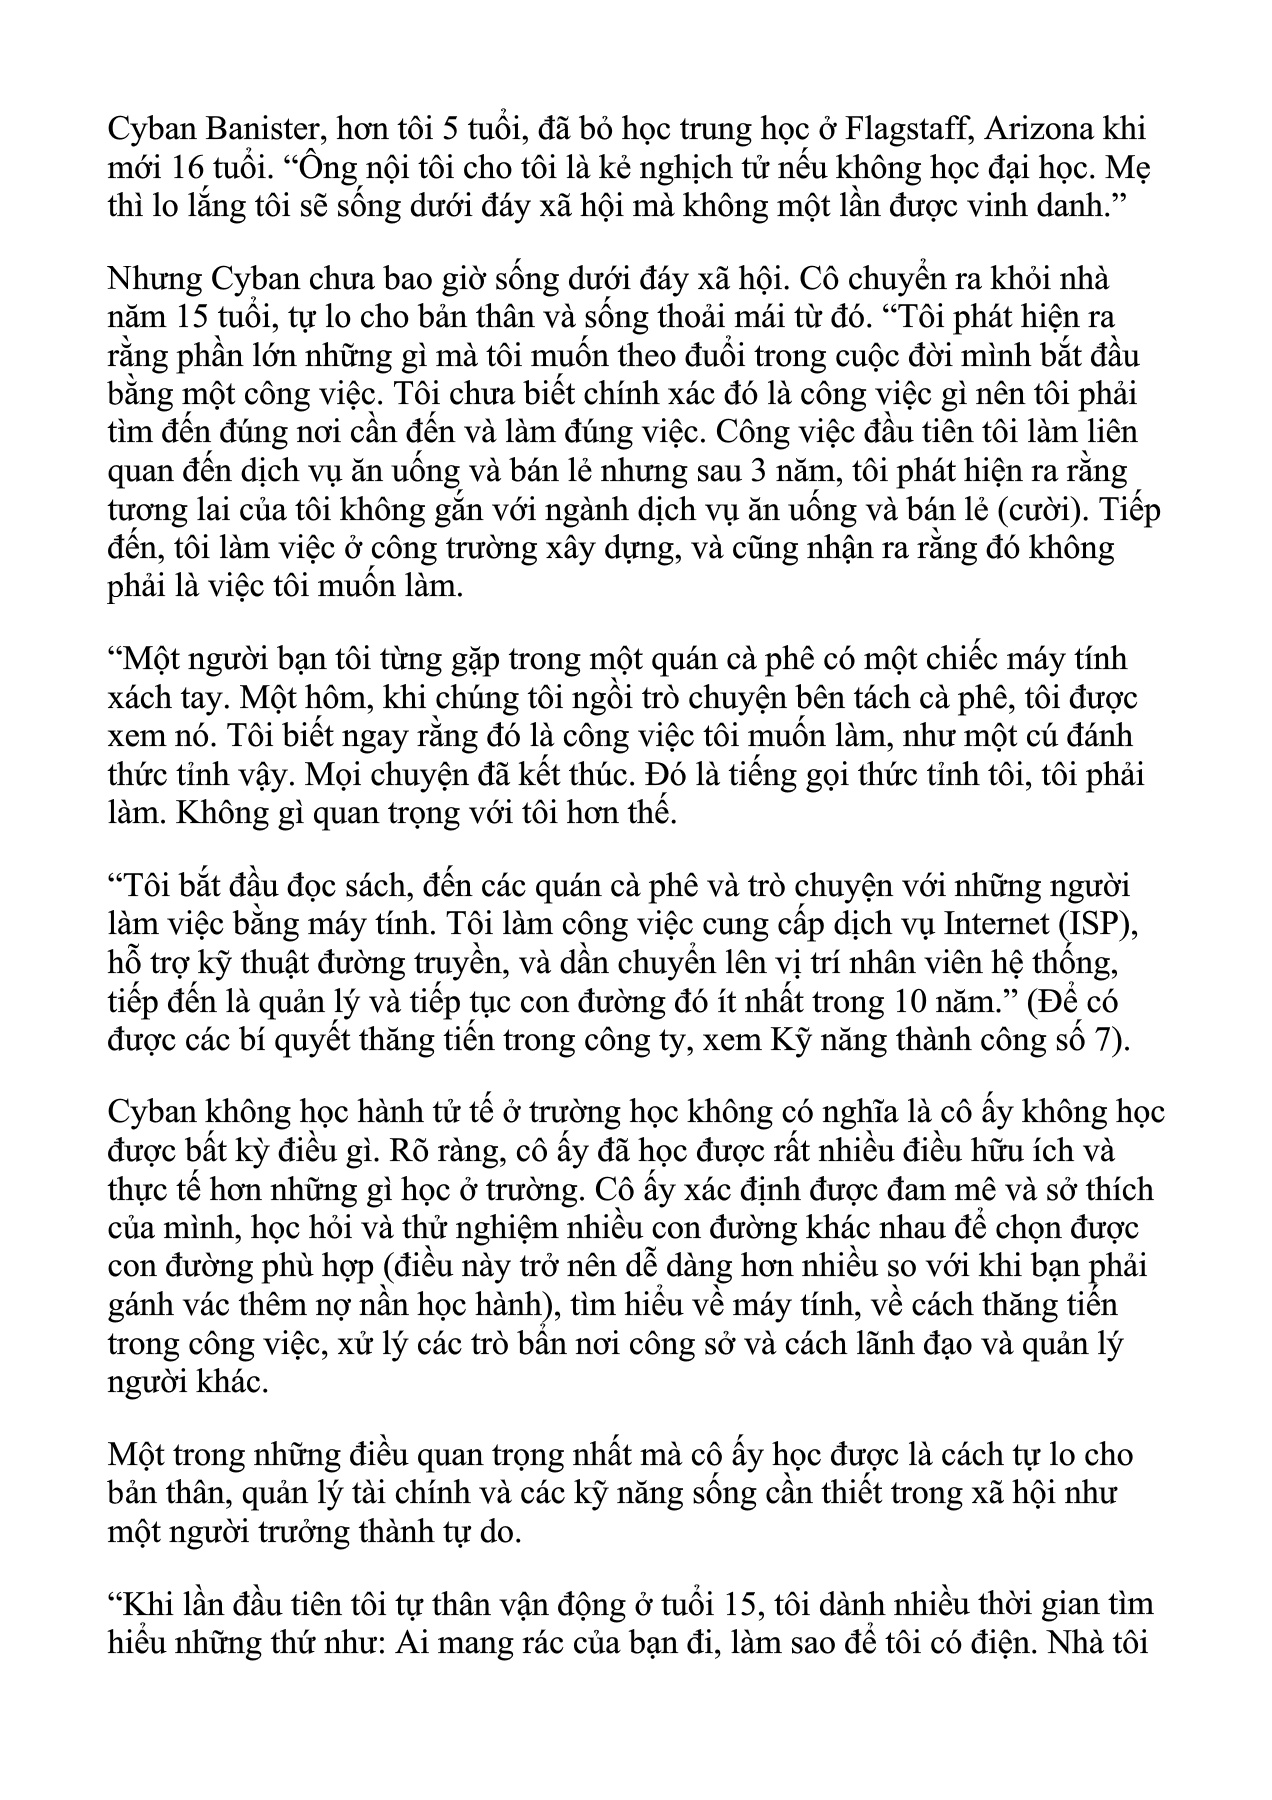 Cyban Banister, hơn tôi 5 tuổi, đã bỏ học trung học ở Flagstaff, Arizona khi
mới 16 tuổi. “Ông nội tôi cho tôi là kẻ nghịch tử nếu không học đại học. Mẹ
thì lo lắng tôi sẽ sống dưới đáy xã hội mà không một lần được vinh danh.”
Nhưng Cyban chưa bao giờ sống dưới đáy xã hội. Cô chuyển ra khỏi nhà
năm 15 tuổi, tự lo cho bản thân và sống thoải mái từ đó. “Tôi phát hiện ra
rằng phần lớn những gì mà tôi muốn theo đuổi trong cuộc đời mình bắt đầu
bằng một công việc. Tôi chưa biết chính xác đó là công việc gì nên tôi phải
tìm đến đúng nơi cần đến và làm đúng việc. Công việc đầu tiên tôi làm liên
quan đến dịch vụ ăn uống và bán lẻ nhưng sau 3 năm, tôi phát hiện ra rằng
tương lai của tôi không gắn với ngành dịch vụ ăn uống và bán lẻ (cười). Tiếp
đến, tôi làm việc ở công trường xây dựng, và cũng nhận ra rằng đó không
phải là việc tôi muốn làm.
“Một người bạn tôi từng gặp trong một quán cà phê có một chiếc máy tính
xách tay. Một hôm, khi chúng tôi ngồi trò chuyện bên tách cà phê, tôi được
xem nó. Tôi biết ngay rằng đó là công việc tôi muốn làm, như một cú đánh
thức tỉnh vậy. Mọi chuyện đã kết thúc. Đó là tiếng gọi thức tỉnh tôi, tôi phải
làm. Không gì quan trọng với tôi hơn thế.
“Tôi bắt đầu đọc sách, đến các quán cà phê và trò chuyện với những người
làm việc bằng máy tính. Tôi làm công việc cung cấp dịch vụ Internet (ISP),
hỗ trợ kỹ thuật đường truyền, và dần chuyển lên vị trí nhân viên hệ thống,
tiếp đến là quản lý và tiếp tục con đường đó ít nhất trong 10 năm.” (Để có
được các bí quyết thăng tiến trong công ty, xem Kỹ năng thành công số 7).
Cyban không học hành tử tế ở trường học không có nghĩa là cô ấy không học
được bất kỳ điều gì. Rõ ràng, cô ấy đã học được rất nhiều điều hữu ích và
thực tế hơn những gì học ở trường. Cô ấy xác định được đam mê và sở thích
của mình, học hỏi và thử nghiệm nhiều con đường khác nhau để chọn được
con đường phù hợp (điều này trở nên dễ dàng hơn nhiều so với khi bạn phải
gánh vác thêm nợ nần học hành), tìm hiểu về máy tính, về cách thăng tiến
trong công việc, xử lý các trò bẩn nơi công sở và cách lãnh đạo và quản lý
người khác.
Một trong những điều quan trọng nhất mà cô ấy học được là cách tự lo cho
bản thân, quản lý tài chính và các kỹ năng sống cần thiết trong xã hội như
một người trưởng thành tự do.
“Khi lần đầu tiên tôi tự thân vận động ở tuổi 15, tôi dành nhiều thời gian tìm
hiểu những thứ như: Ai mang rác của bạn đi, làm sao để tôi có điện. Nhà tôi